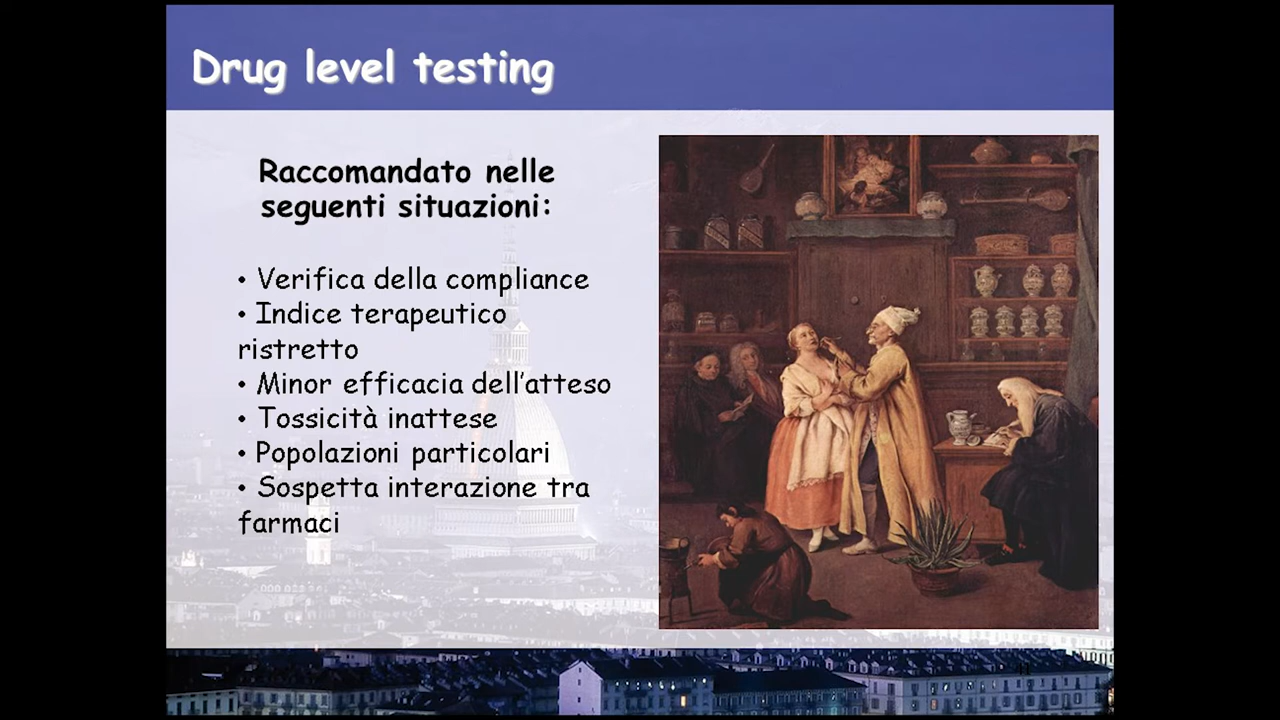 Drug level testing
Raccomandato nelle
seguenti situazioni:
• Verifica della compliance
• Indice terapeutico
ristretto
• Minor efficacia dell’atteso
• Tossicità inattese
• Popolazioni particolari
• Sospetta interazione tra
farmaci